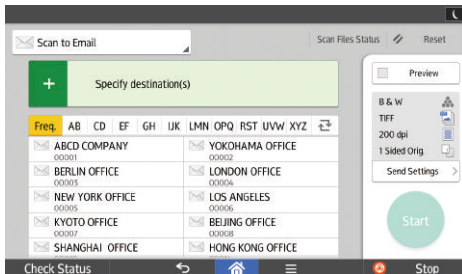 Scan to Email
Scan Files Status
Reset
Specify destination(s)
Preview
Freq. AB CD EF GH IJK LMN OPQ RST UVW XYZ
ABCD COMPANY
00001
YOKOHAMA OFFICE
00002
BERLIN OFFICE
00003
LONDON OFFICE
00004
NEW YORK OFFICE
00005
LOS ANGELES
00006
KYOTO OFFICE
00007
BEIJING OFFICE
00008
SHANGHAI OFFICE
HONG KONG OFFICE
B & W
TIFF
200 dpi
1 Sided Orig.
Send Settings
Start
Check Status
Stop